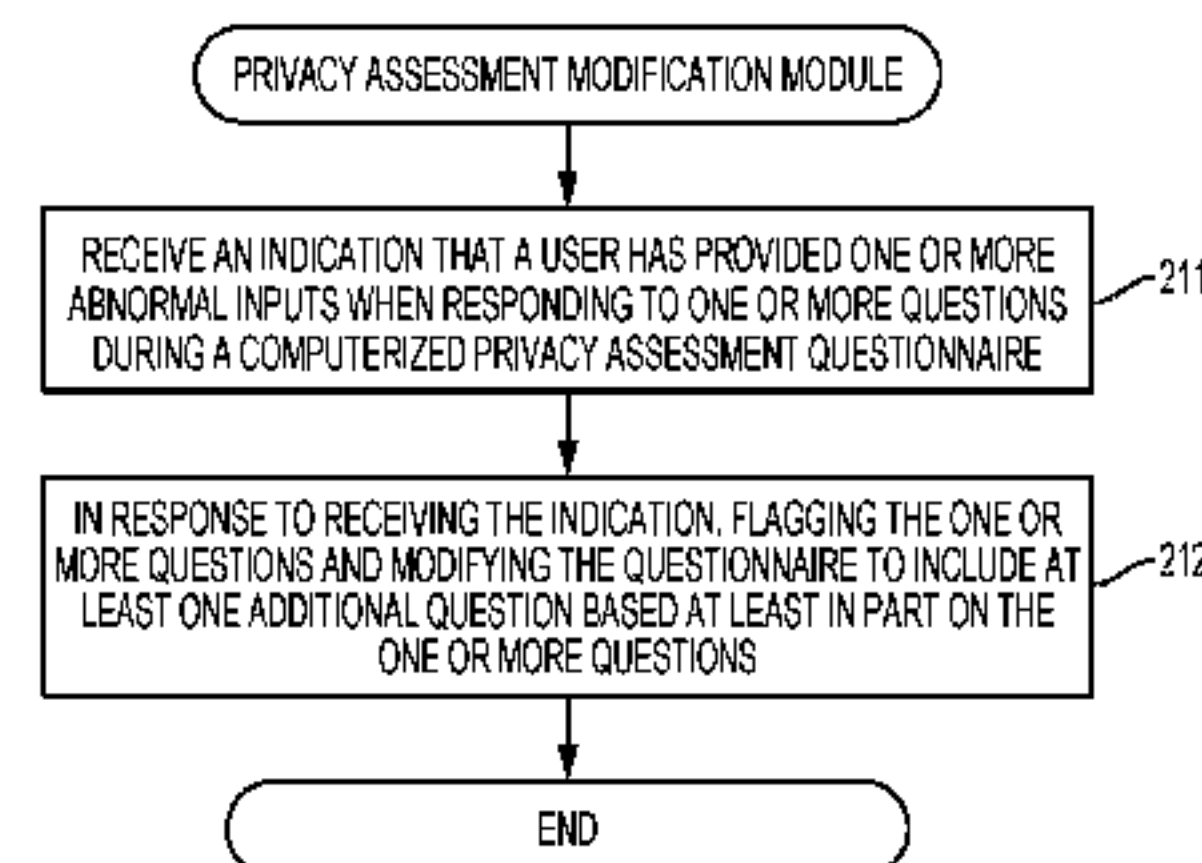 PRIVACY ASSESSMENT MODIFICATION MODULE
RECEIVE AN INDICATION THAT A USER HAS PROVIDED ONE OR MORE
ABNORMAL INPUTS WHEN RESPONDING TO ONE OR MORE QUESTIONS
DURING A COMPUTERIZED PRIVACY ASSESSMENT QUESTIONNAIRE
211
IN RESPONSE TO RECEIVING THE INDICATION, FLAGGING THE ONE OR
MORE QUESTIONS AND MODIFYING THE QUESTIONNAIRE TO INCLUDE AT
LEAST ONE ADDITIONAL QUESTION BASED AT LEAST IN PART ON THE
ONE OR MORE QUESTIONS
212
END